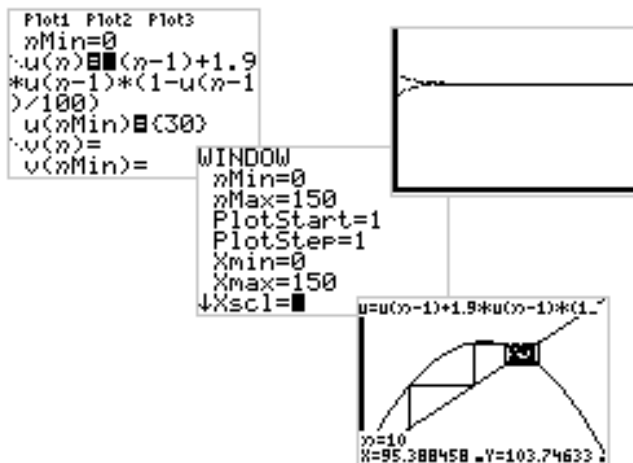 Plot1 Plot2 Plot3
nMin=0
\u(n)=u(n-1)+1.9
*u(n-1)*(1-u(n-1
)/100)
u(nMin)={30}
\v(n)=
v(nMin)=
WINDOW
nMin=0
nMax=150
PlotStart=1
PlotStep=1
Xmin=0
Xmax=150
↓Xscl=
u=u(n-1)+1.9*u(n-1)*(1_
n=10
X=95.388458 Y=103.74633